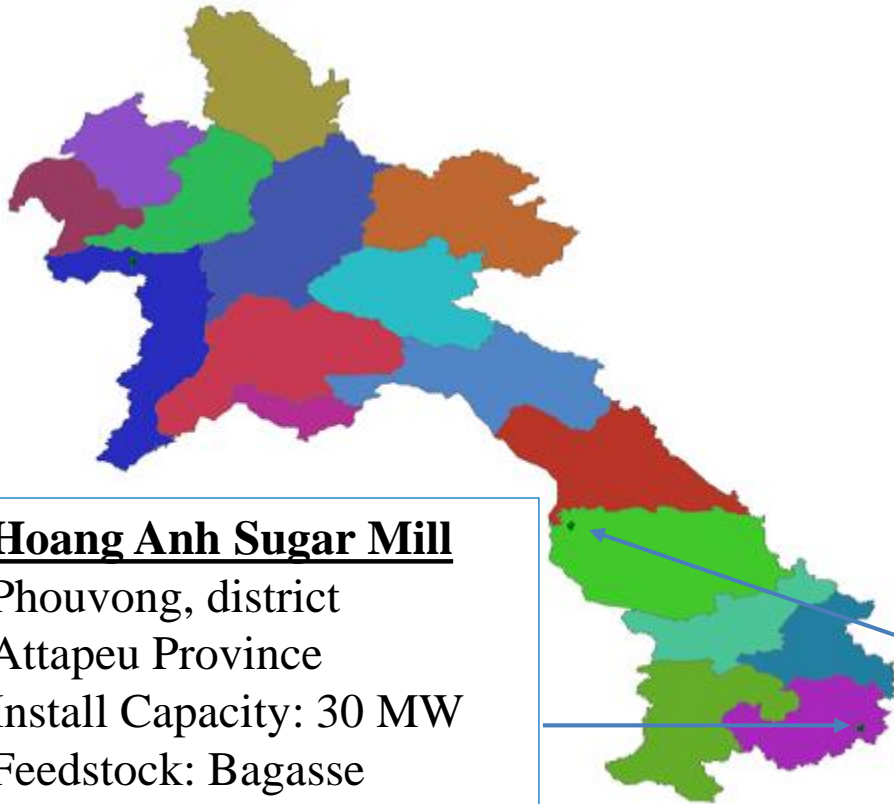 Hoang Anh Sugar Mill
Phouvong, district
Attapeu Province
Install Capacity: 30 MW
Feedstock: Bagasse